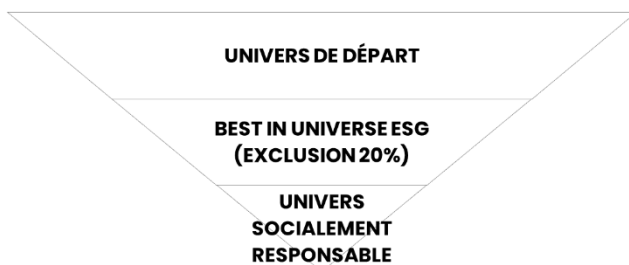 UNIVERS DE DÉPART
BEST IN UNIVERSE ESG
(EXCLUSION 20%)
UNIVERS
SOCIALEMENT
RESPONSABLE